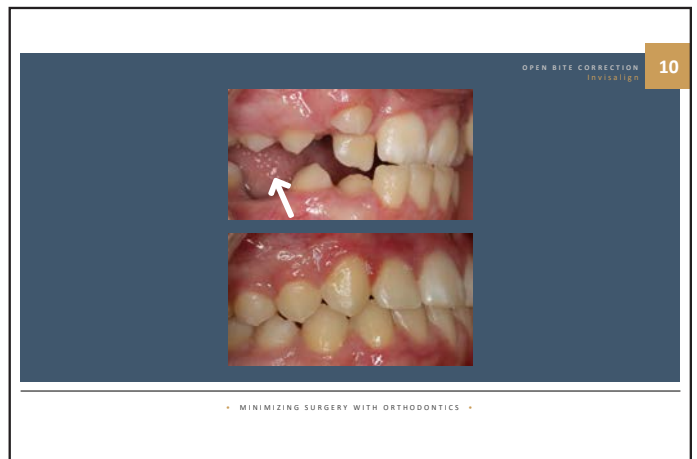 OPEN BITE CORRECTION
Invisalign
10
• MINIMIZING SURGERY WITH ORTHODONTICS •